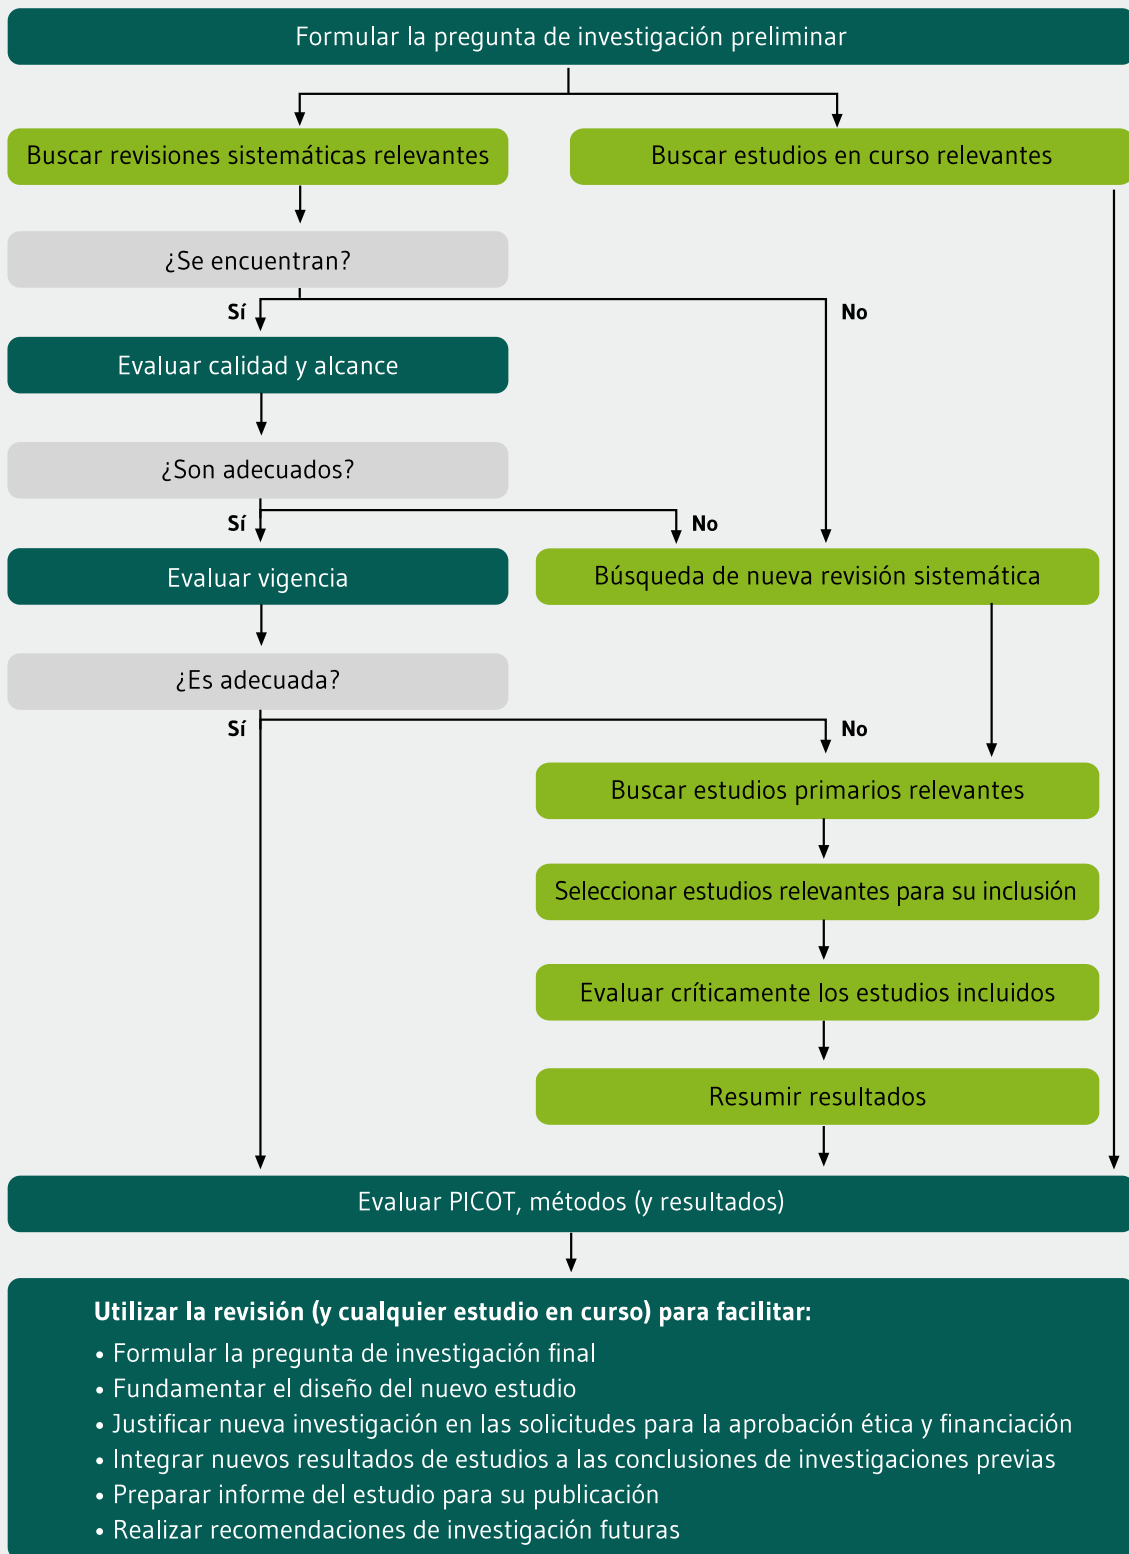 Formular la pregunta de investigación preliminar
Buscar revisiones sistemáticas relevantes
Buscar estudios en curso relevantes
¿Se encuentran?
Sí
No
Evaluar calidad y alcance
¿Son adecuados?
Sí
No
Evaluar vigencia
Búsqueda de nueva revisión sistemática
¿Es adecuada?
Sí
No
Buscar estudios primarios relevantes
Seleccionar estudios relevantes para su inclusión
Evaluar críticamente los estudios incluidos
Resumir resultados
Evaluar PICOT, métodos (y resultados)
Utilizar la revisión (y cualquier estudio en curso) para facilitar:
• Formular la pregunta de investigación final
• Fundamentar el diseño del nuevo estudio
• Justificar nueva investigación en las solicitudes para la aprobación ética y financiación
• Integrar nuevos resultados de estudios a las conclusiones de investigaciones previas
• Preparar informe del estudio para su publicación
• Realizar recomendaciones de investigación futuras